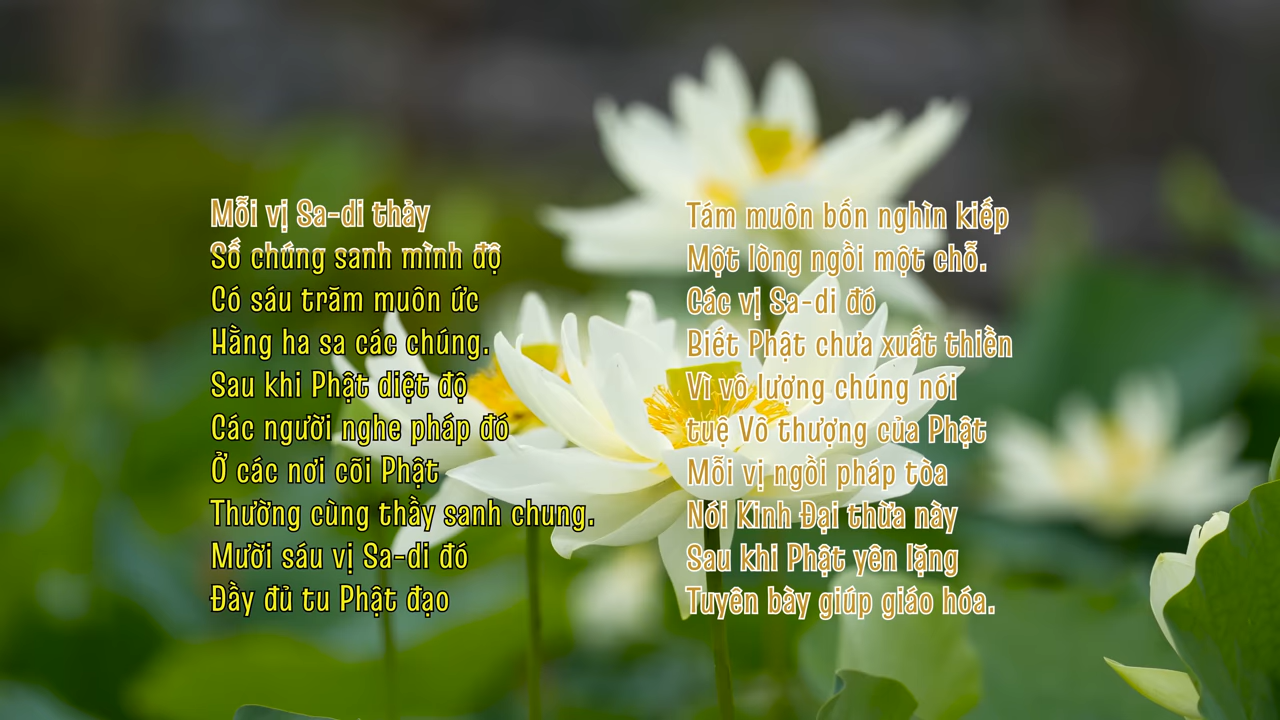 Mỗi vị Sa-di thảy
Số chúng sanh mình độ
Có sáu trăm muôn ức
Hằng ha sa các chúng.
Sau khi Phật diệt độ
Các người nghe pháp đó
Ở các nơi cõi Phật
Thường cùng thầy sanh chung.
Mười sáu vị Sa-di đó
Đầy đủ tu Phật đạo
Tám muôn bốn nghìn kiếp
Một lòng ngồi một chỗ.
Các vị Sa-di đó
Biết Phật chưa xuất thiền
Vì vô lượng chúng nói
tuệ Vô thượng của Phật
Mỗi vị ngồi pháp tòa
Nói Kinh Đại thừa này
Sau khi Phật yên lặng
Tuyên bày giúp giáo hóa.